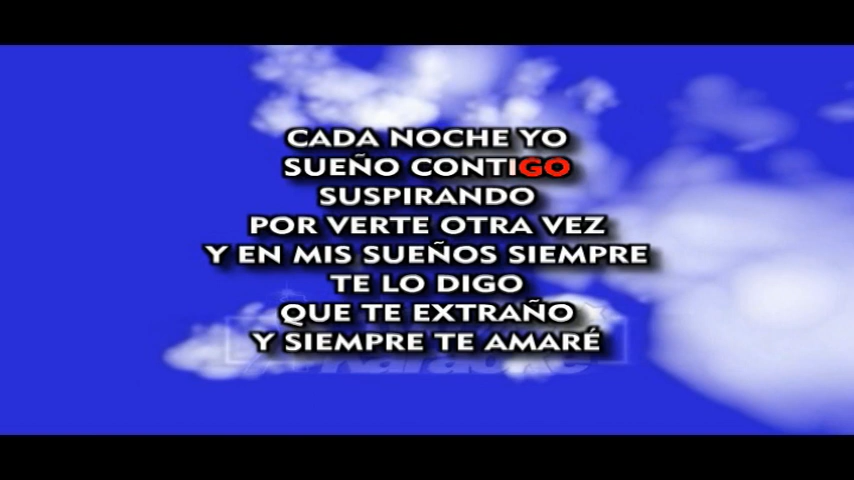 CADA NOCHE YO
SUEÑO CONTIGO
SUSPIRANDO
POR VERTE OTRA VEZ
Y EN MIS SUEÑOS SIEMPRE
TE LO DIGO
QUE TE EXTRAÑO
Y SIEMPRE TE AMARÉ
Karaoke